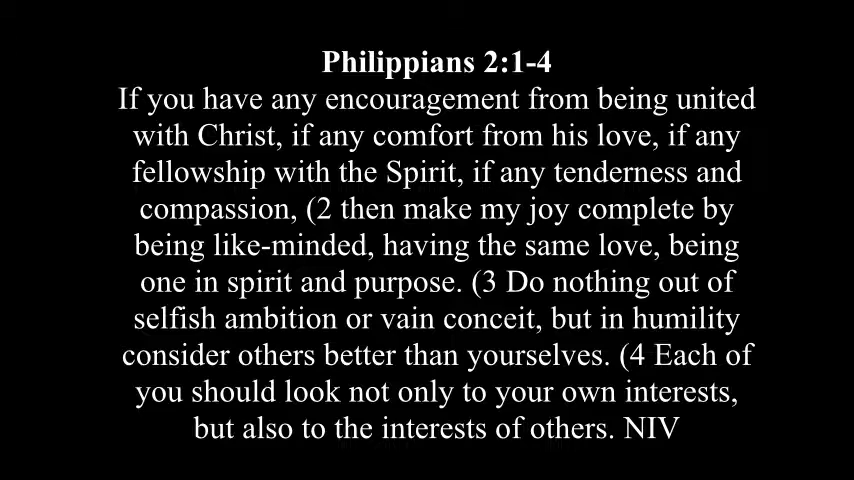 Philippians 2:1-4
If you have any encouragement from being united
with Christ, if any comfort from his love, if any
fellowship with the Spirit, if any tenderness and
compassion, (2 then make my joy complete by
being like-minded, having the same love, being
one in spirit and purpose. (3 Do nothing out of
selfish ambition or vain conceit, but in humility
consider others better than yourselves. (4 Each of
you should look not only to your own interests,
but also to the interests of others. NIV